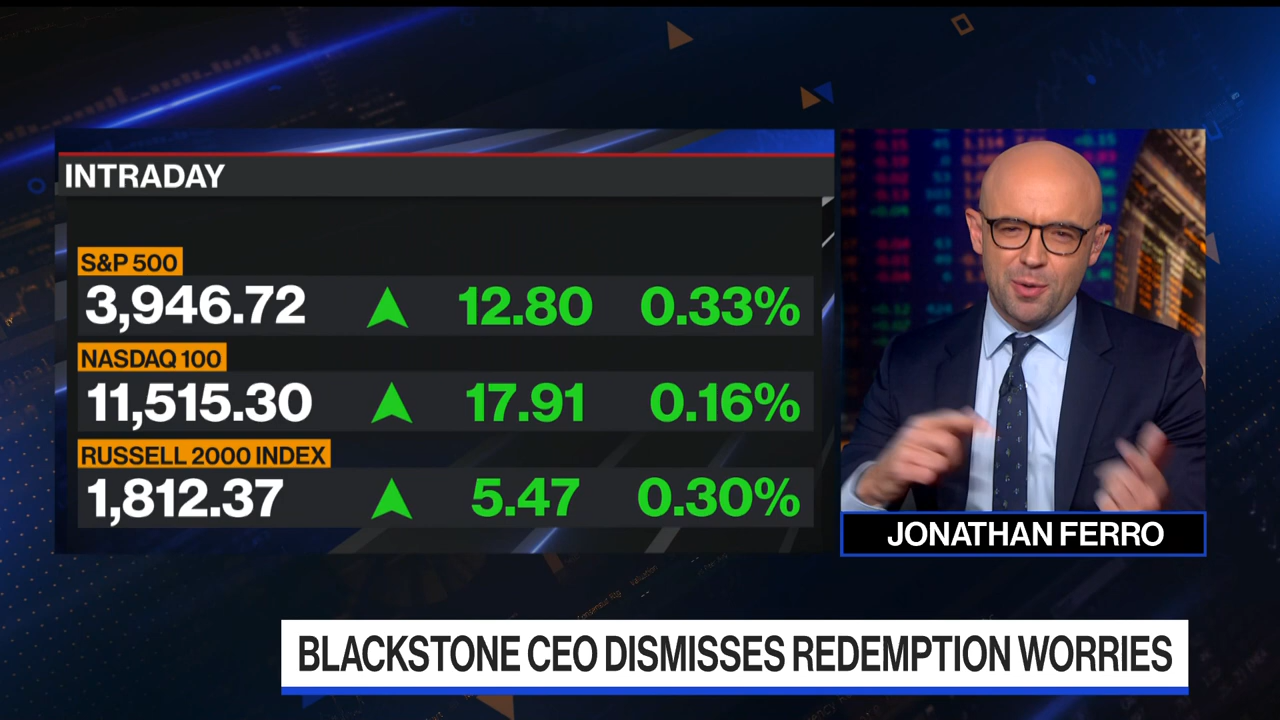 INTRADAY
S&P 500
3,946.72 ▲ 12.80 0.33%
NASDAQ 100
11,515.30 ▲ 17.91 0.16%
RUSSELL 2000 INDEX
1,812.37 ▲ 5.47 0.30%
JONATHAN FERRO
BLACKSTONE CEO DISMISSES REDEMPTION WORRIES